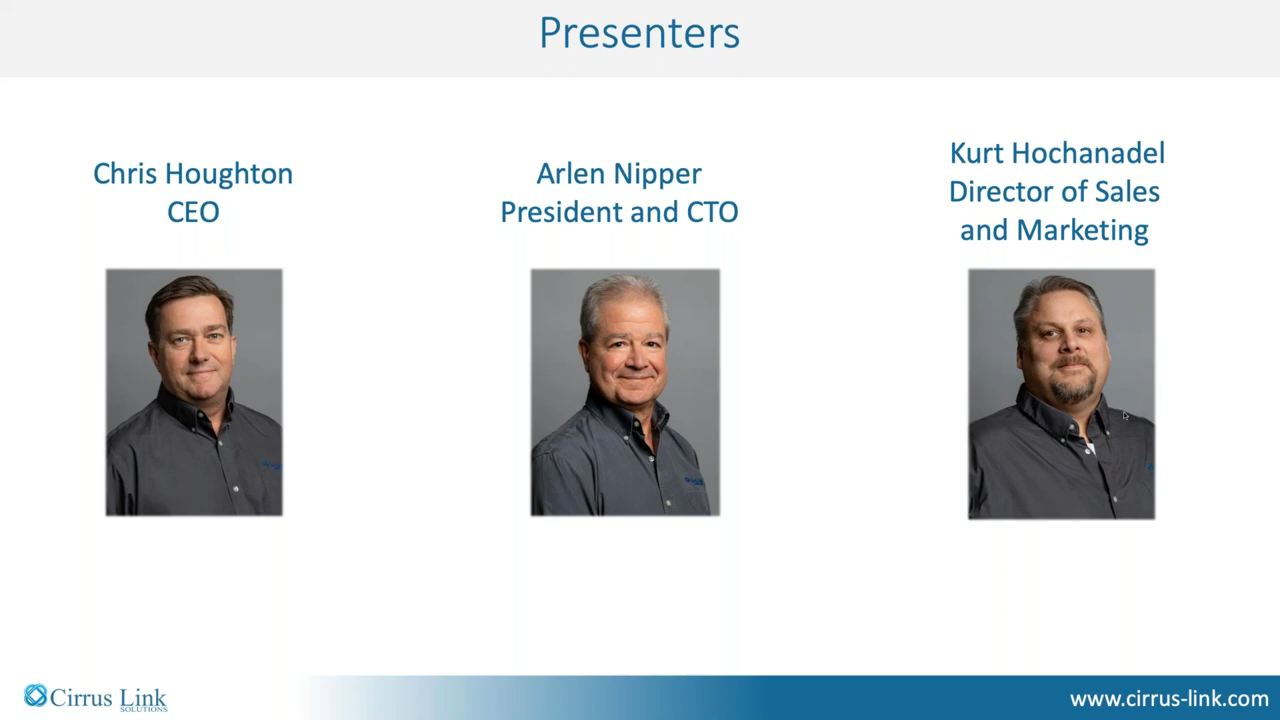 Presenters
Chris Houghton
CEO
Arlen Nipper
President and CTO
Kurt Hochanadel
Director of Sales
and Marketing
Cirrus Link
SOLUTIONS
www.cirrus-link.com